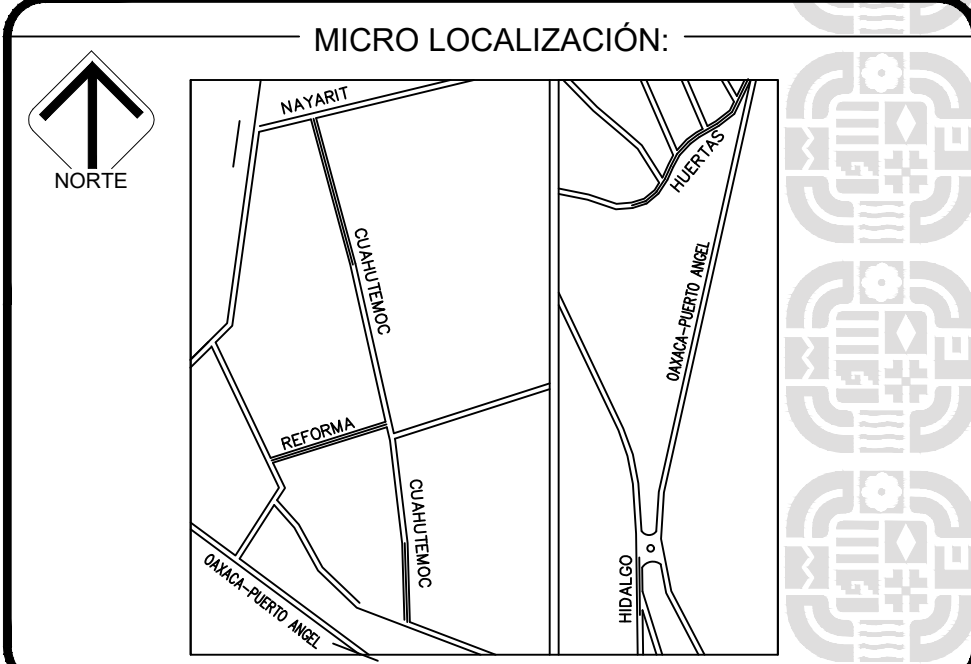 MICRO LOCALIZACIÓN:
NORTE
NAYARIT
CUAHUTEMOC
REFORMA
CUAHUTEMOC
OAXACA-PUERTO ANGEL
HUERTAS
OAXACA-PUERTO ANGEL
HIDALGO